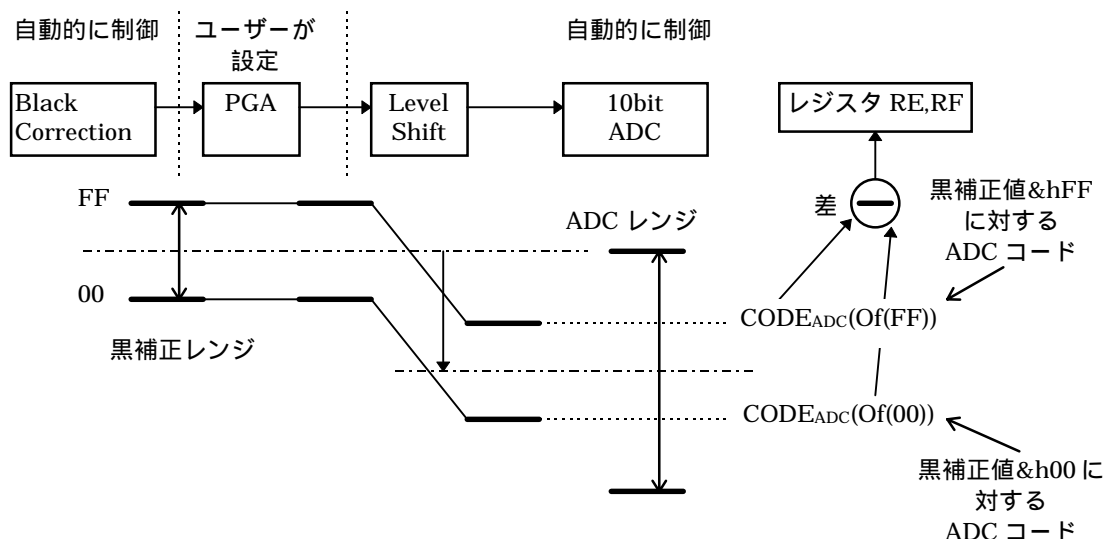 自動的に制御
ユーザーが
設定
自動的に制御
Black
Correction
PGA
Level
Shift
10bit
ADC
レジスタ RE,RF
FF
00
黒補正レンジ
ADC レンジ
差
黒補正値&hFF
に対する
ADC コード
CODEADC(Of(FF))
CODEADC(Of(00))
黒補正値&h00 に
対する
ADC コード